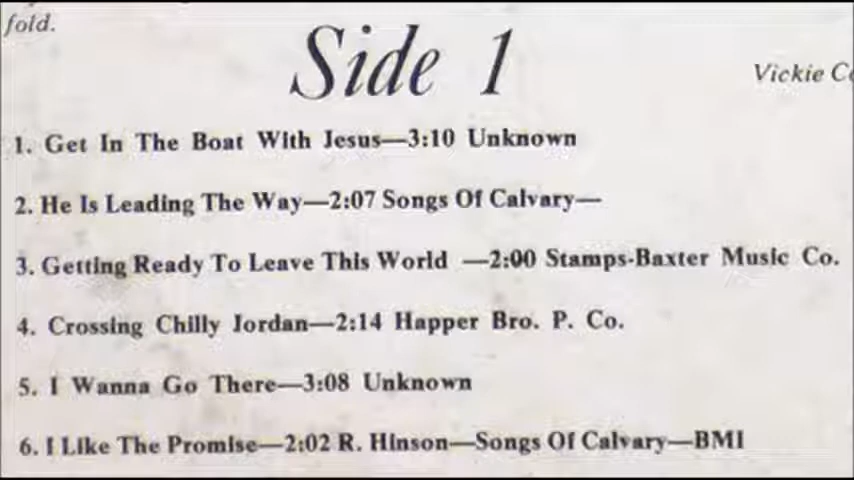 fold.
Side 1
Vickie
1. Get In The Boat With Jesus—3:10 Unknown
2. He Is Leading The Way—2:07 Songs Of Calvary—
3. Getting Ready To Leave This World —2:00 Stamps-Baxter Music Co.
4. Crossing Chilly Jordan—2:14 Happer Bro. P. Co.
5. I Wanna Go There—3:08 Unknown
6. I Like The Promise—2:02 R. Hinson—Songs Of Calvary—BMI